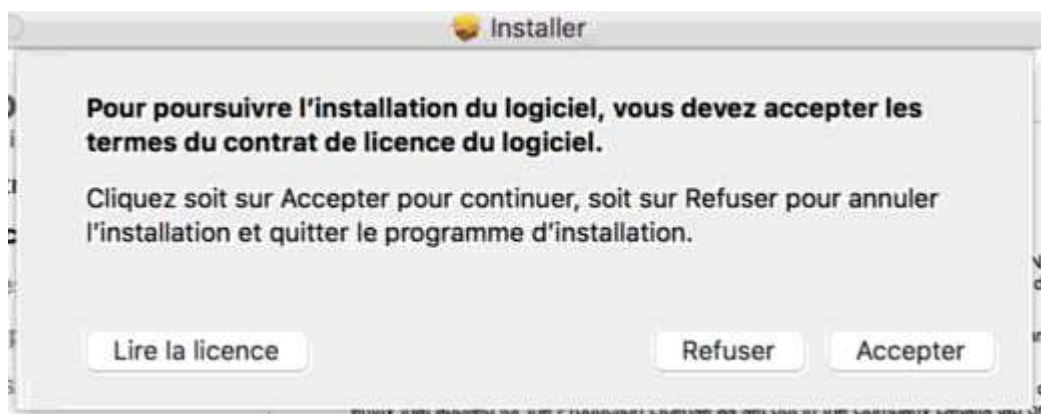 Installer
Pour poursuivre l’installation du logiciel, vous devez accepter les
termes du contrat de licence du logiciel.
Cliquez soit sur Accepter pour continuer, soit sur Refuser pour annuler
l’installation et quitter le programme d’installation.
Lire la licence
Refuser
Accepter